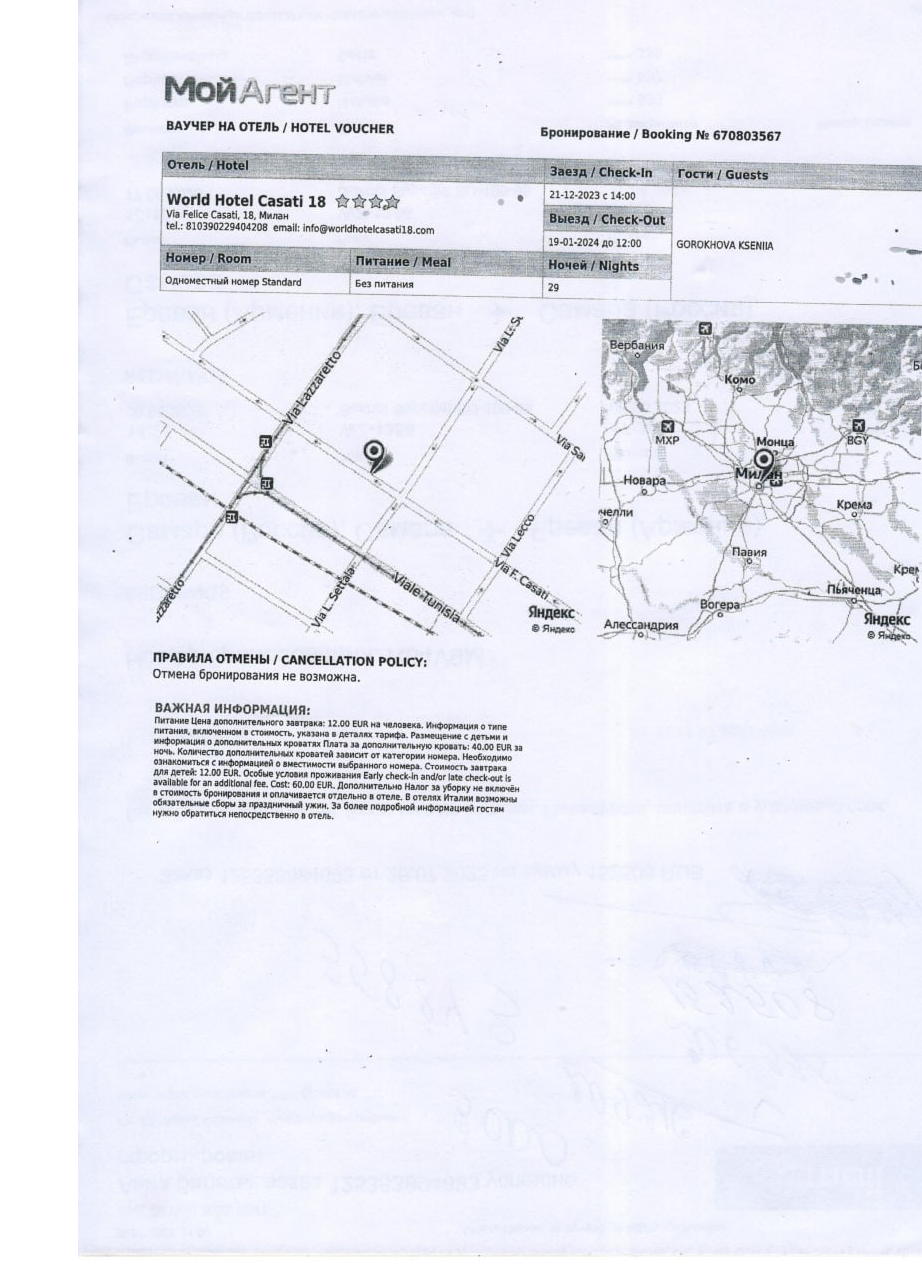 МойАгент
ВАУЧЕР НА ОТЕЛЬ / HOTEL VOUCHER
Бронирование / Booking № 670803567
Отель / Hotel
Заезд / Check-In
Гости / Guests
World Hotel Casati 18
Via Felice Casati, 18, Милан
tel.: 810390229404208 email: info@worldhotelcasati18.com
21-12-2023 с 14:00
Выезд / Check-Out
19-01-2024 до 12:00
GOROKHOVA KSENIIA
Номер / Room
Питание / Meal
Ночей / Nights
Одноместный номер Standard
Без питания
29
Via Lazzaretto
Via Lecco
Via F. Casati
Via L. Settala
Viale Tunisia
Яндекс
© Яндекс
Вербания
Комо
MXP
Монца
BGY
Милан
Новара
Крема
Павия
Вогера
Пьяченца
Алессандрия
Яндекс
© Яндекс
ПРАВИЛА ОТМЕНЫ / CANCELLATION POLICY:
Отмена бронирования не возможна.
ВАЖНАЯ ИНФОРМАЦИЯ:
Питание Цена дополнительного завтрака: 12.00 EUR на человека. Информация о типе
питания, включенном в стоимость, указана в деталях тарифа. Размещение с детьми и
информация о дополнительных кроватях Плата за дополнительную кровать: 40.00 EUR за
ночь. Количество дополнительных кроватей зависит от категории номера. Необходимо
ознакомиться с информацией о вместимости выбранного номера. Стоимость завтрака
для детей: 12.00 EUR. Особые условия проживания Early check-in and/or late check-out is
available for an additional fee. Cost: 60.00 EUR. Дополнительно Налог за уборку не включён
в стоимость бронирования и оплачивается отдельно в отеле. В отелях Италии возможны
обязательные сборы за праздничный ужин. За более подробной информацией гостям
нужно обратиться непосредственно в отель.